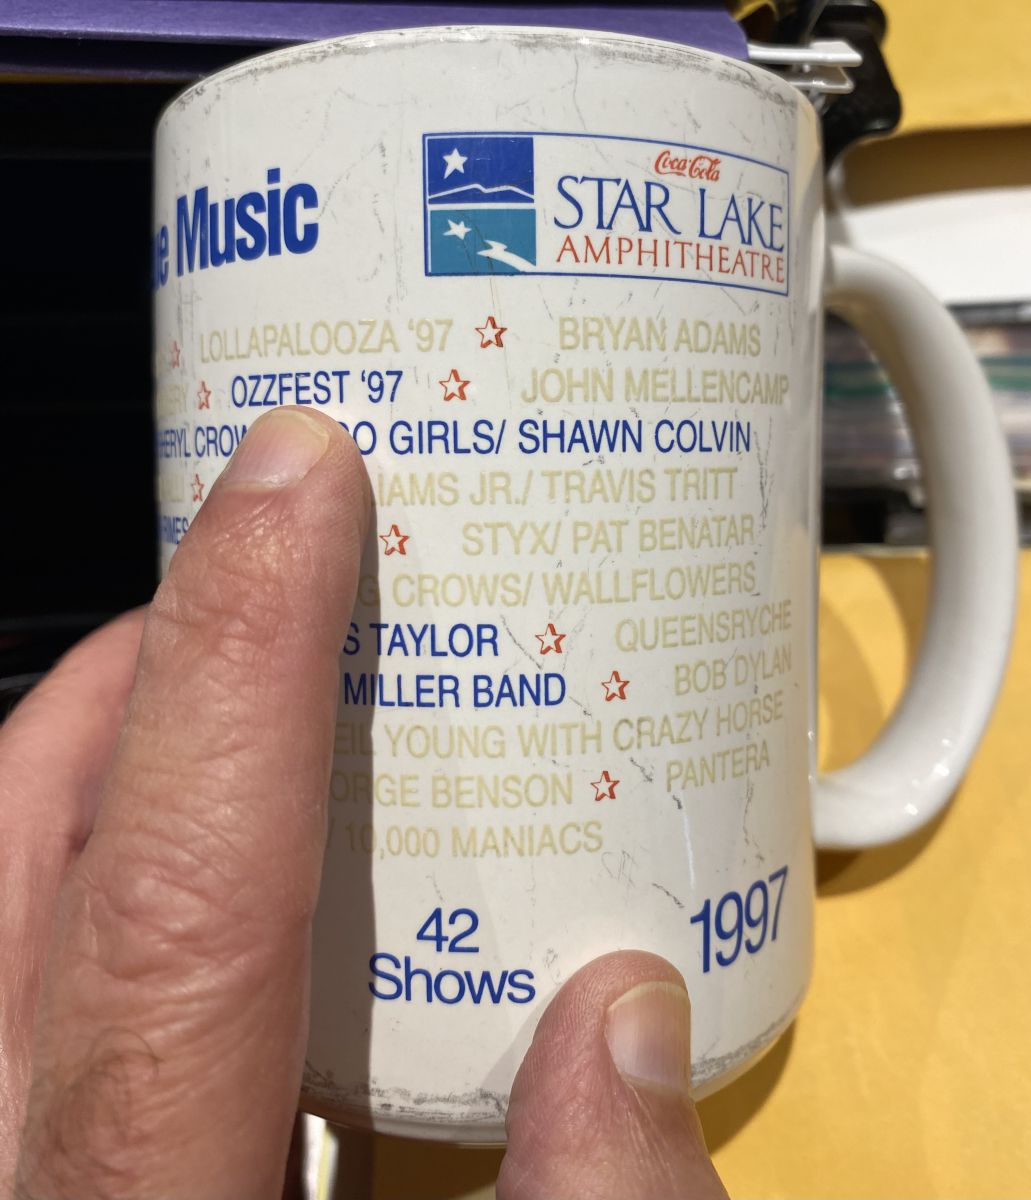 Music
Coca-Cola
STAR LAKE
AMPHITHEATRE
LOLLAPALOOZA '97 ☆ BRYAN ADAMS
☆ OZZFEST '97 ☆ JOHN MELLENCAMP
GIRLS/ SHAWN COLVIN
JR./ TRAVIS TRITT
☆ STYX/ PAT BENATAR
CROWS/ WALLFLOWERS
TAYLOR ☆ QUEENSRYCHE
MILLER BAND ☆ BOB DYLAN
YOUNG WITH CRAZY HORSE
BENSON ☆ PANTERA
10,000 MANIACS
42
Shows
1997